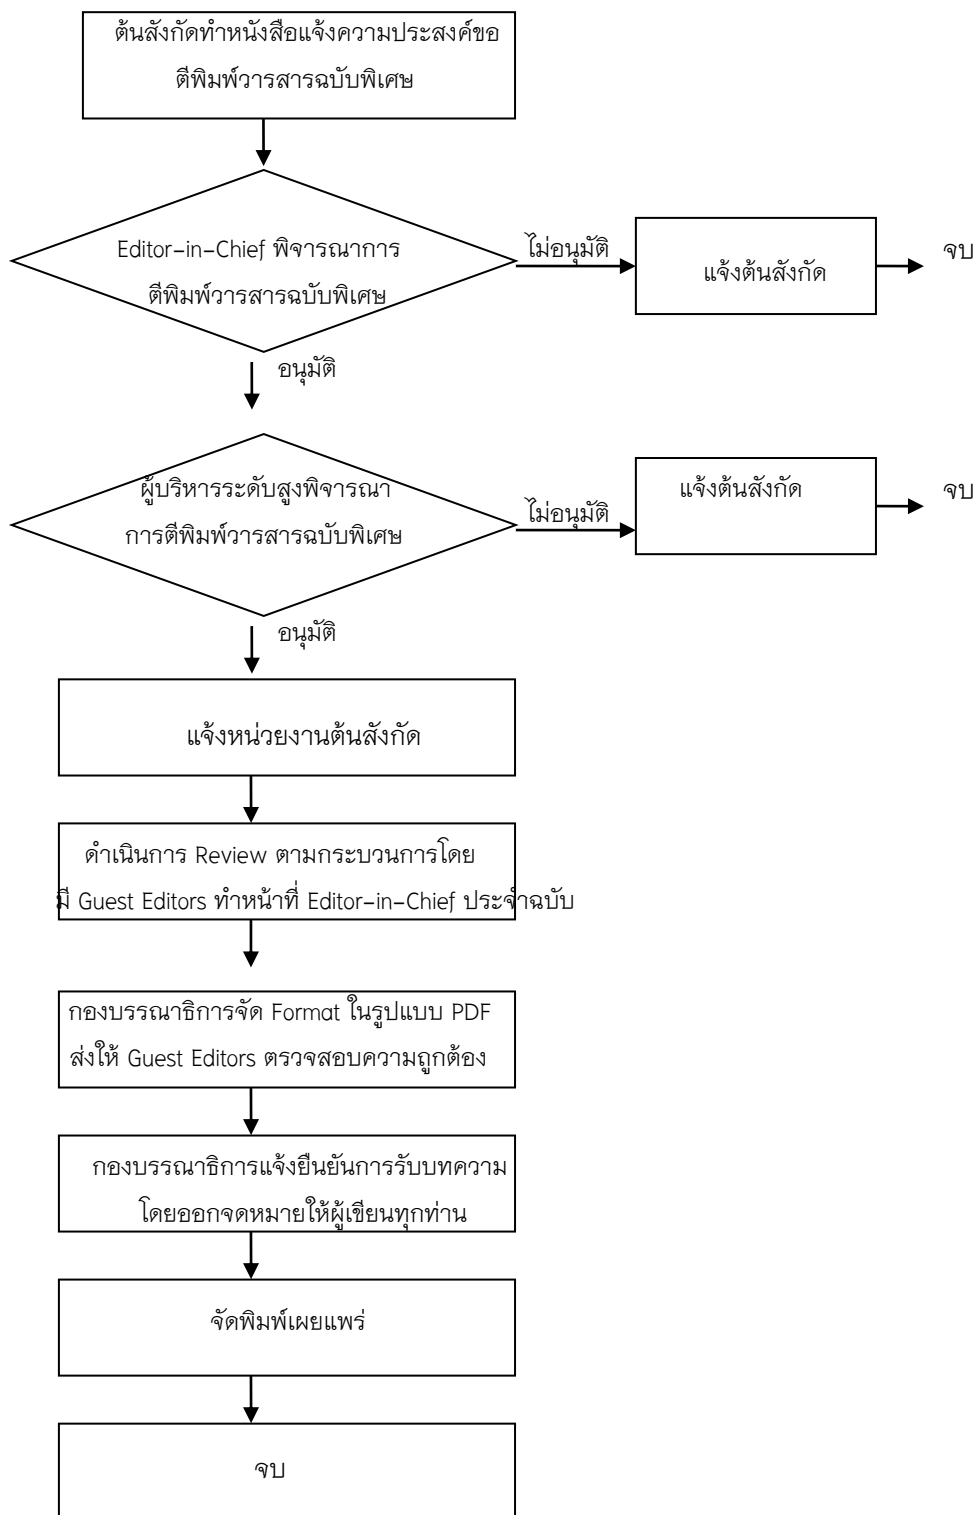 ต้นสังกัดทำหนังสือแจ้งความประสงค์ขอ
ตีพิมพ์วารสารฉบับพิเศษ
Editor-in-Chief พิจารณาการ
ตีพิมพ์วารสารฉบับพิเศษ
ไม่อนุมัติ
แจ้งต้นสังกัด
จบ
อนุมัติ
ผู้บริหารระดับสูงพิจารณา
การตีพิมพ์วารสารฉบับพิเศษ
ไม่อนุมัติ
แจ้งต้นสังกัด
จบ
อนุมัติ
แจ้งหน่วยงานต้นสังกัด
ดำเนินการ Review ตามกระบวนการโดย
มี Guest Editors ทำหน้าที่ Editor-in-Chief ประจำฉบับ
กองบรรณาธิการจัด Format ในรูปแบบ PDF
ส่งให้ Guest Editors ตรวจสอบความถูกต้อง
กองบรรณาธิการแจ้งยืนยันการรับบทความ
โดยออกจดหมายให้ผู้เขียนทุกท่าน
จัดพิมพ์เผยแพร่
จบ